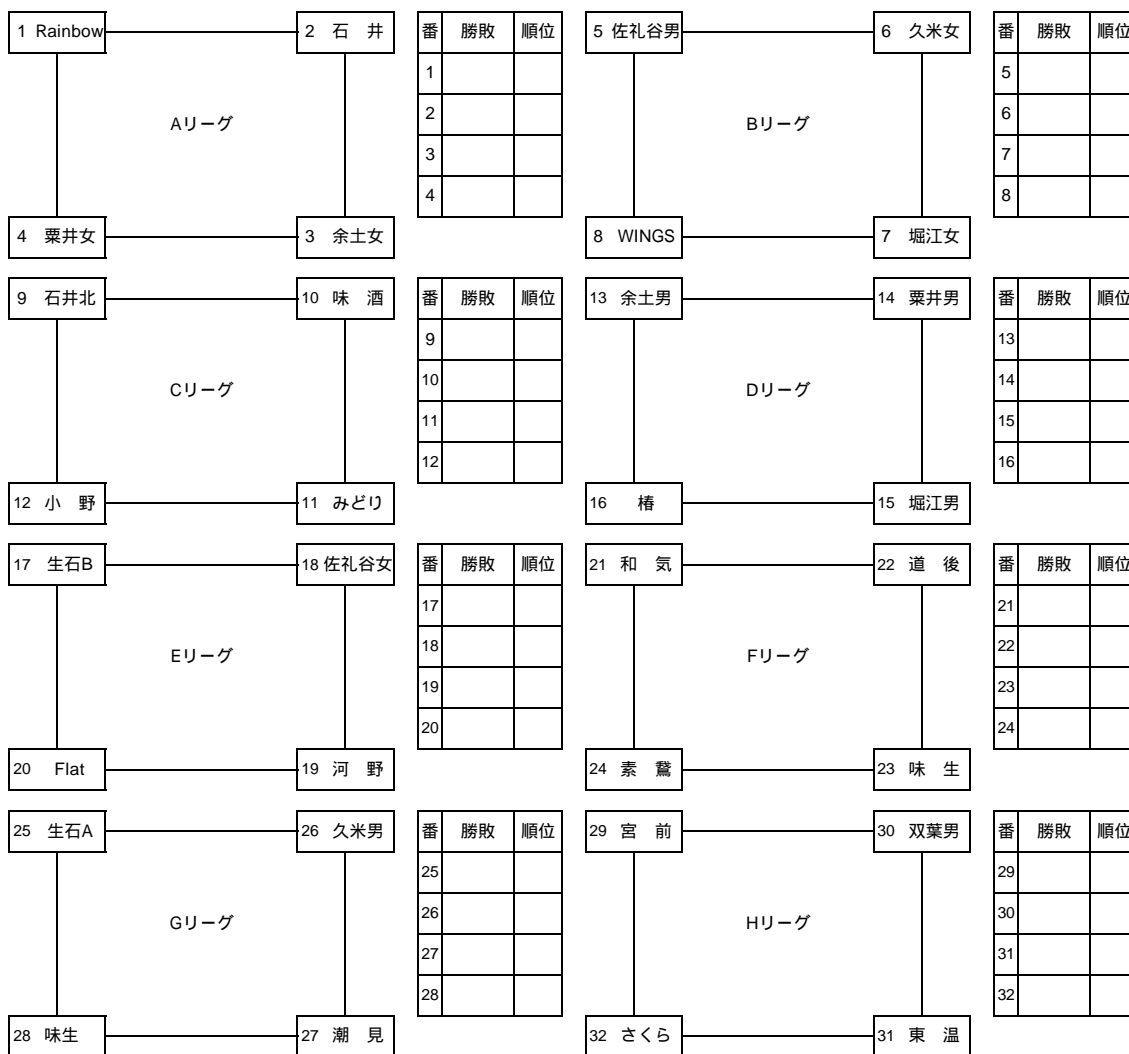 1 Rainbow 2 石 井 番 勝敗 順位 5 佐礼谷男 6 久米女 番 勝敗 順位
1 5
2 6
Aリーグ Bリーグ
3 7
4 8
4 粟井女 3 余土女 8 WINGS 7 堀江女
9 石井北 10 味 酒 番 勝敗 順位 13 余土男 14 粟井男 番 勝敗 順位
9 13
10 14
Cリーグ Dリーグ
11 15
12 16
12 小 野 11 みどり 16 椿 15 堀江男
17 生石B 18 佐礼谷女 番 勝敗 順位 21 和 気 22 道 後 番 勝敗 順位
17 21
18 22
Eリーグ Fリーグ
19 23
20 24
20 Flat 19 河 野 24 素 鵞 23 味 生
25 生石A 26 久米男 番 勝敗 順位 29 宮 前 30 双葉男 番 勝敗 順位
25 29
26 30
Gリーグ Hリーグ
27 31
28 32
28 味生 27 潮 見 32 さくら 31 東 温